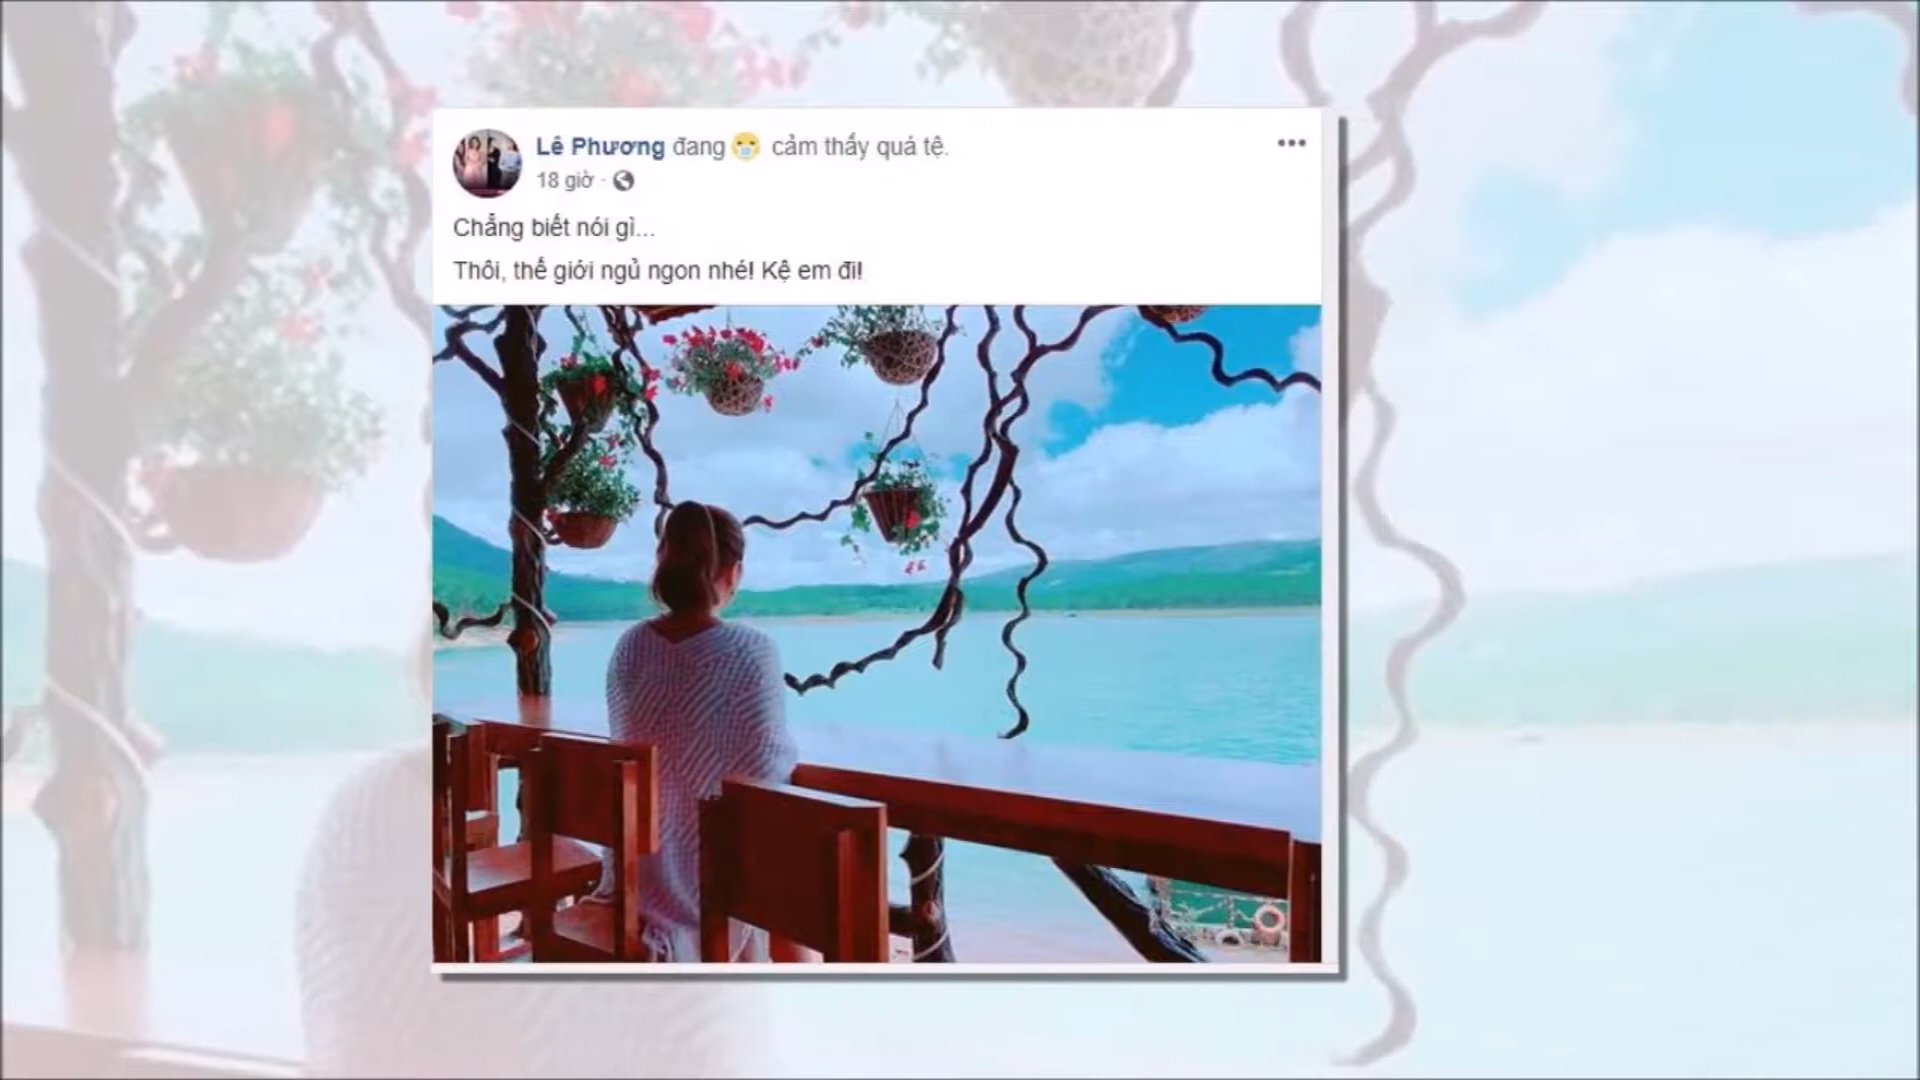 Lê Phương đang cảm thấy quá tệ.
18 giờ ·
Chẳng biết nói gì...
Thôi, thế giới ngủ ngon nhé! Kệ em đi!